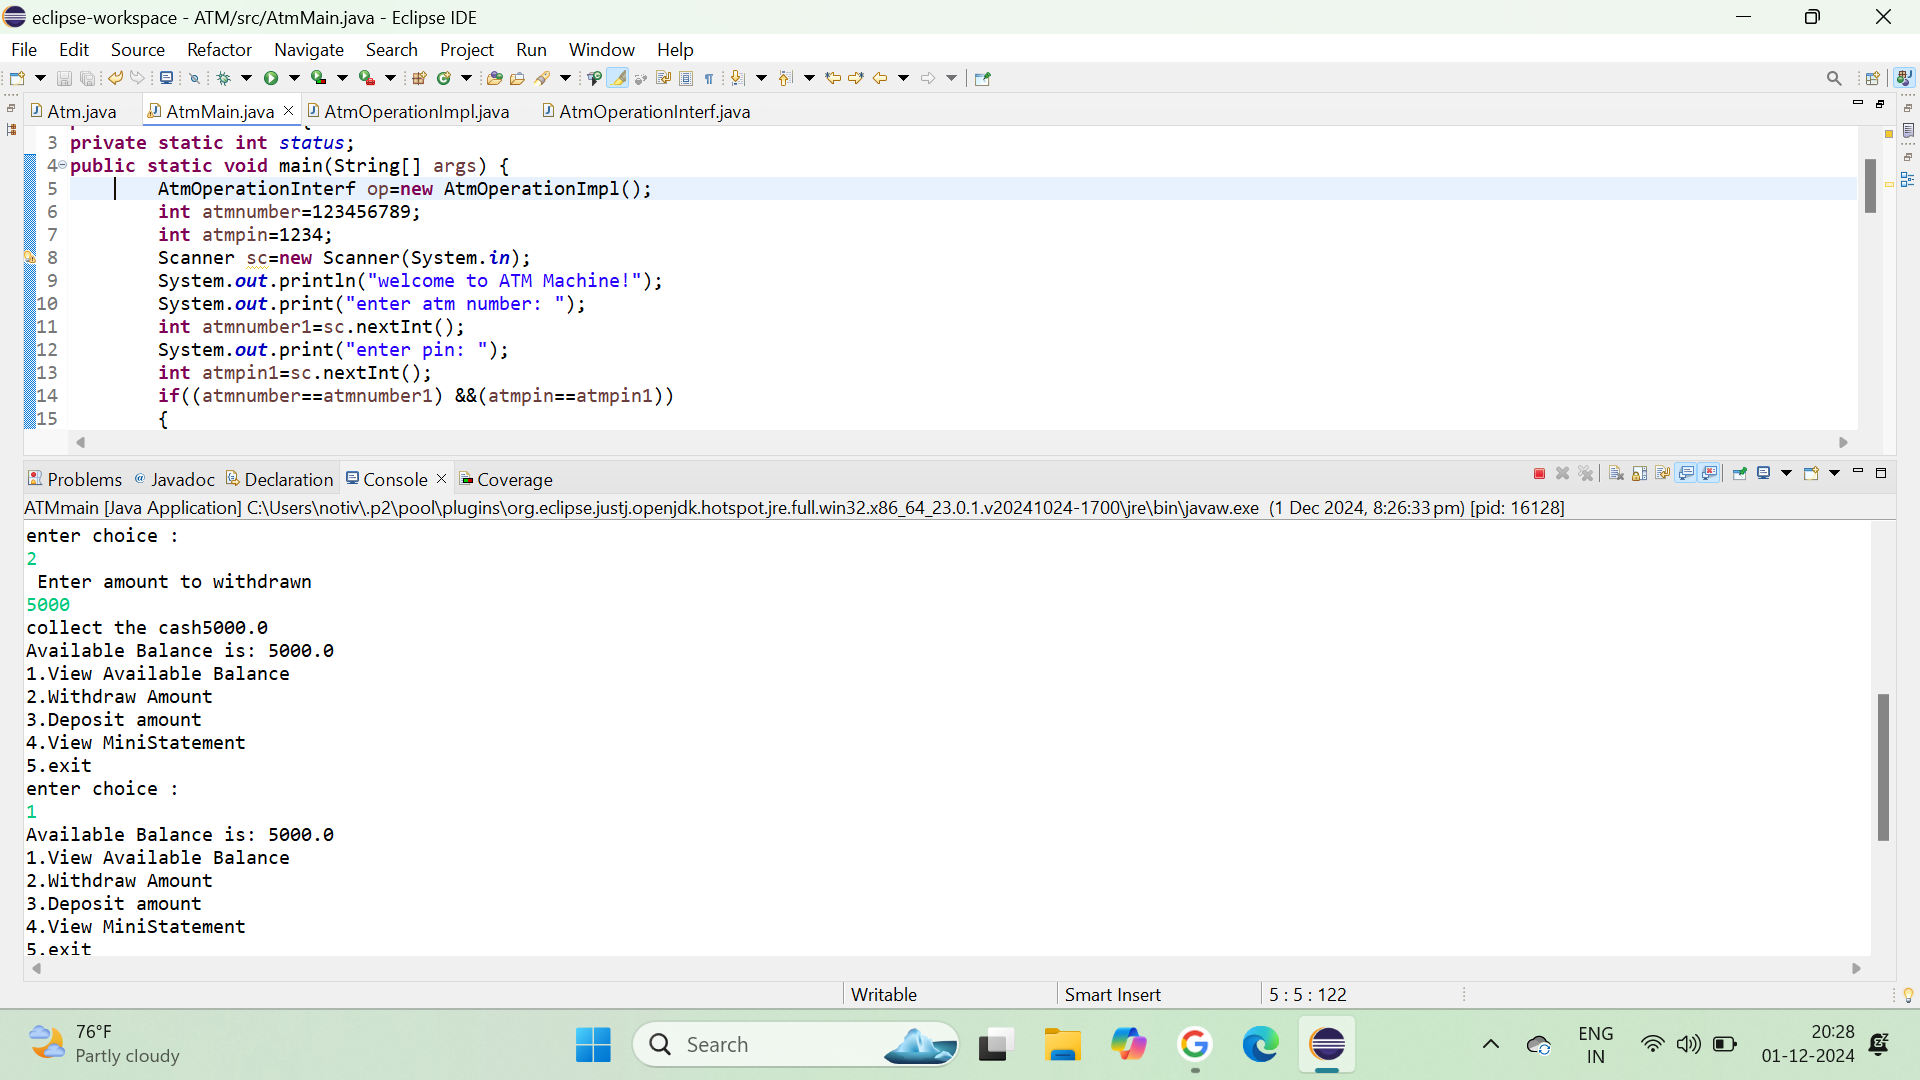 eclipse-workspace - ATM/src/AtmMain.java - Eclipse IDE
File Edit Source Refactor Navigate Search Project Run Window Help
Atm.java AtmMain.java AtmOperationImpl.java AtmOperationInterf.java
3 private static int status;
4 public static void main(String[] args) {
5 AtmOperationInterf op=new AtmOperationImpl();
6 int atmnumber=123456789;
7 int atmpin=1234;
8 Scanner sc=new Scanner(System.in);
9 System.out.println("welcome to ATM Machine!");
10 System.out.print("enter atm number: ");
11 int atmnumber1=sc.nextInt();
12 System.out.print("enter pin: ");
13 int atmpin1=sc.nextInt();
14 if((atmnumber==atmnumber1) &&(atmpin==atmpin1))
15 {
Problems Javadoc Declaration Console Coverage
ATMmain [Java Application] C:\Users\notiv\.p2\pool\plugins\org.eclipse.justj.openjdk.hotspot.jre.full.win32.x86_64_23.0.1.v20241024-1700\jre\bin\javaw.exe (1 Dec 2024, 8:26:33 pm) [pid: 16128]
enter choice :
2
Enter amount to withdrawn
5000
collect the cash5000.0
Available Balance is: 5000.0
1.View Available Balance
2.Withdraw Amount
3.Deposit amount
4.View MiniStatement
5.exit
enter choice :
1
Available Balance is: 5000.0
1.View Available Balance
2.Withdraw Amount
3.Deposit amount
4.View MiniStatement
5.exit
Writable Smart Insert 5 : 5 : 122
76°F
Partly cloudy
Search
ENG
IN
20:28
01-12-2024